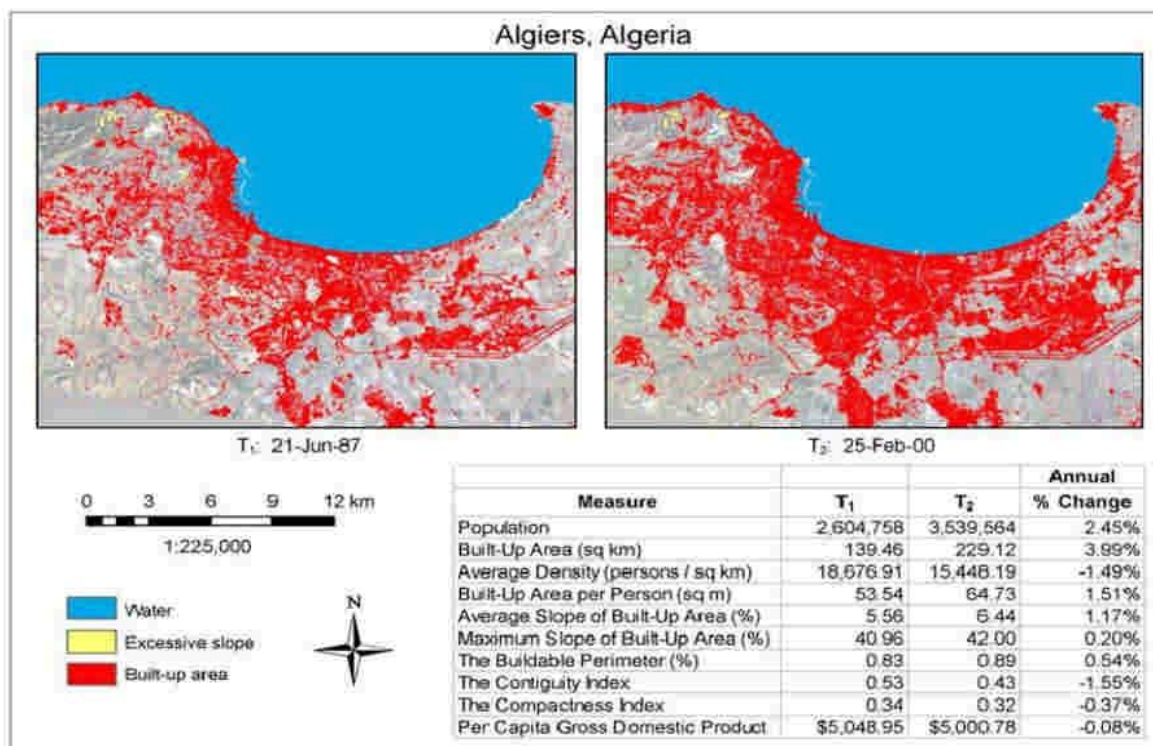 Algiers, Algeria
T₁: 21-Jun-87
T₂: 25-Feb-00
0 3 6 9 12 km
1:225,000
Water
Excessive slope
Built-up area
N
Annual
Measure T₁ T₂ % Change
Population 2,604,758 3,539,564 2.45%
Built-Up Area (sq km) 139.46 229.12 3.99%
Average Density (persons / sq km) 18,676.91 15,448.19 -1.49%
Built-Up Area per Person (sq m) 53.54 64.73 1.51%
Average Slope of Built-Up Area (%) 5.56 6.44 1.17%
Maximum Slope of Built-Up Area (%) 40.96 42.00 0.20%
The Buildable Perimeter (%) 0.83 0.89 0.54%
The Contiguity Index 0.53 0.43 -1.55%
The Compactness Index 0.34 0.32 -0.37%
Per Capita Gross Domestic Product $5,048.95 $5,000.78 -0.08%